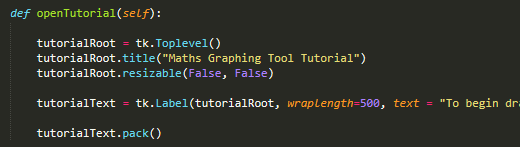 def openTutorial(self):
tutorialRoot = tk.Toplevel()
tutorialRoot.title("Maths Graphing Tool Tutorial")
tutorialRoot.resizable(False, False)
tutorialText = tk.Label(tutorialRoot, wraplength=500, text = "To begin
tutorialText.pack()